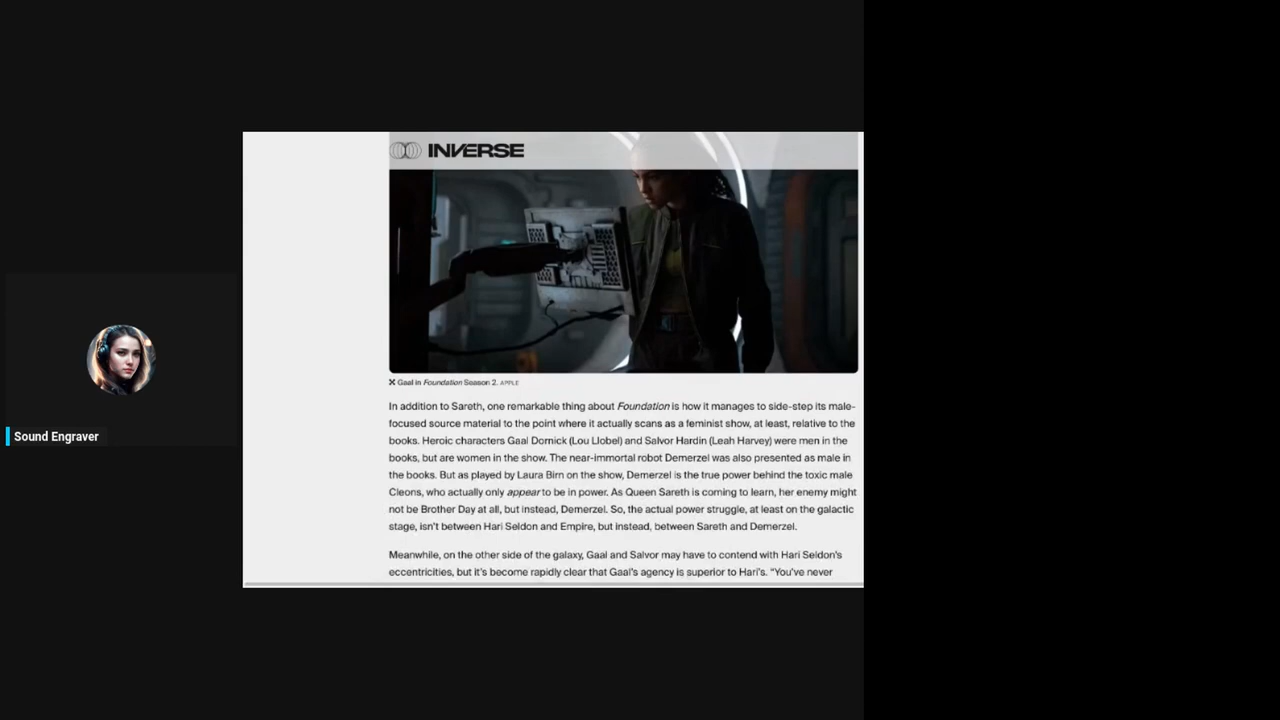 INVERSE
Gaal in Foundation Season 2. APPLE
In addition to Sareth, one remarkable thing about Foundation is how it manages to side-step its male-
focused source material to the point where it actually scans as a feminist show, at least, relative to the
books. Heroic characters Gaal Dornick (Lou Llobel) and Salvor Hardin (Leah Harvey) were men in the
books, but are women in the show. The near-immortal robot Demerzel was also presented as male in
the books. But as played by Laura Birn on the show, Demerzel is the true power behind the toxic male
Cleons, who actually only appear to be in power. As Queen Sareth is coming to learn, her enemy might
not be Brother Day at all, but instead, Demerzel. So, the actual power struggle, at least on the galactic
stage, isn't between Hari Seldon and Empire, but instead, between Sareth and Demerzel.
Meanwhile, on the other side of the galaxy, Gaal and Salvor may have to contend with Hari Seldon's
eccentricities, but it's become rapidly clear that Gaal's agency is superior to Hari's. "You've never
Sound Engraver